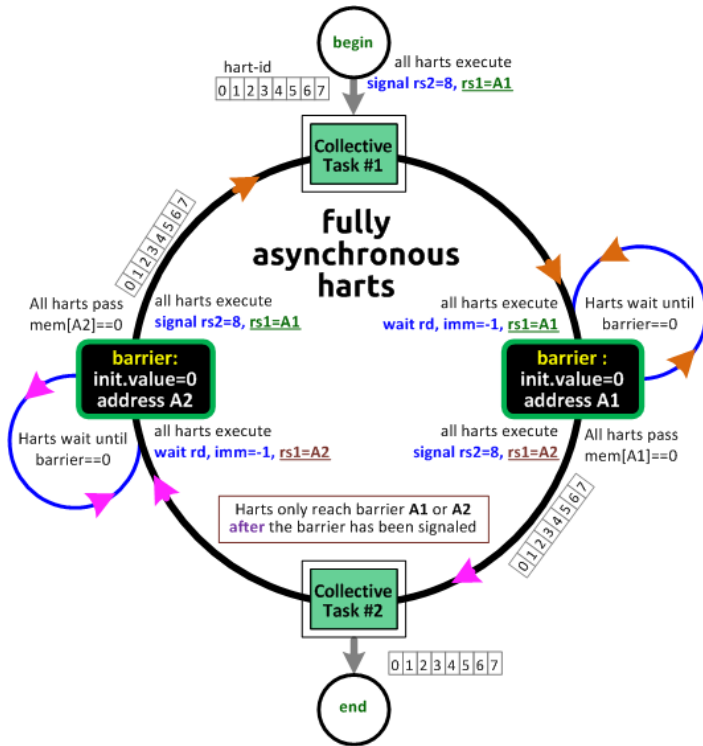 begin
hart-id
0 1 2 3 4 5 6 7
all harts execute
signal rs2=8, rs1=A1
Collective
Task #1
0 1 2 3 4 5 6 7
fully
asynchronous
harts
All harts pass
mem[A2]==0
all harts execute
signal rs2=8, rs1=A1
all harts execute
wait rd, imm=-1, rs1=A1
Harts wait until
barrier==0
barrier:
init.value=0
address A2
barrier :
init.value=0
address A1
Harts wait until
barrier==0
all harts execute
wait rd, imm=-1, rs1=A2
all harts execute
signal rs2=8, rs1=A2
All harts pass
mem[A1]==0
0 1 2 3 4 5 6 7
Harts only reach barrier A1 or A2
after the barrier has been signaled
Collective
Task #2
0 1 2 3 4 5 6 7
end